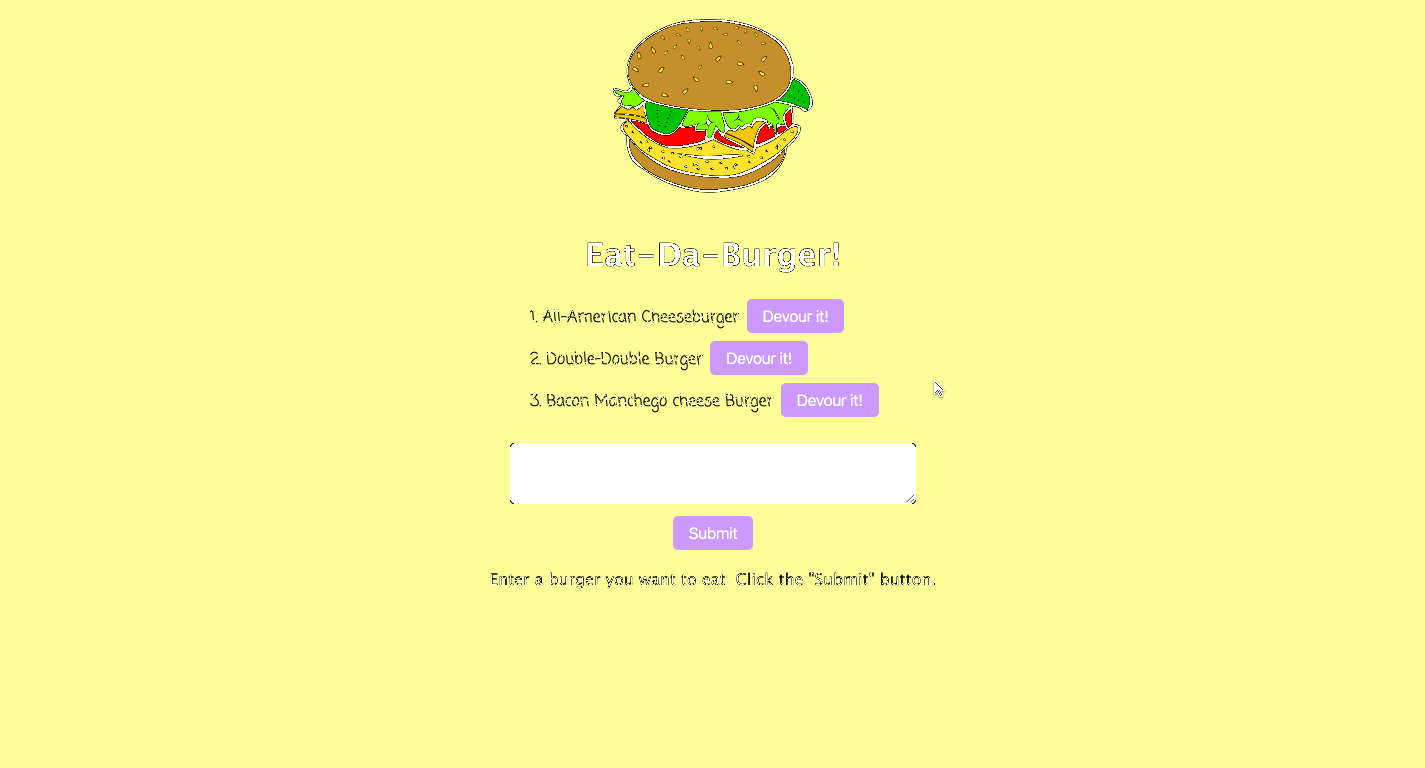 Eat-Da-Burger!
1. All-American Cheeseburger Devour it!
2. Double-Double Burger Devour it!
3. Bacon Manchego cheese Burger Devour it!
Submit
Enter a burger you want to eat. Click the "Submit" button.